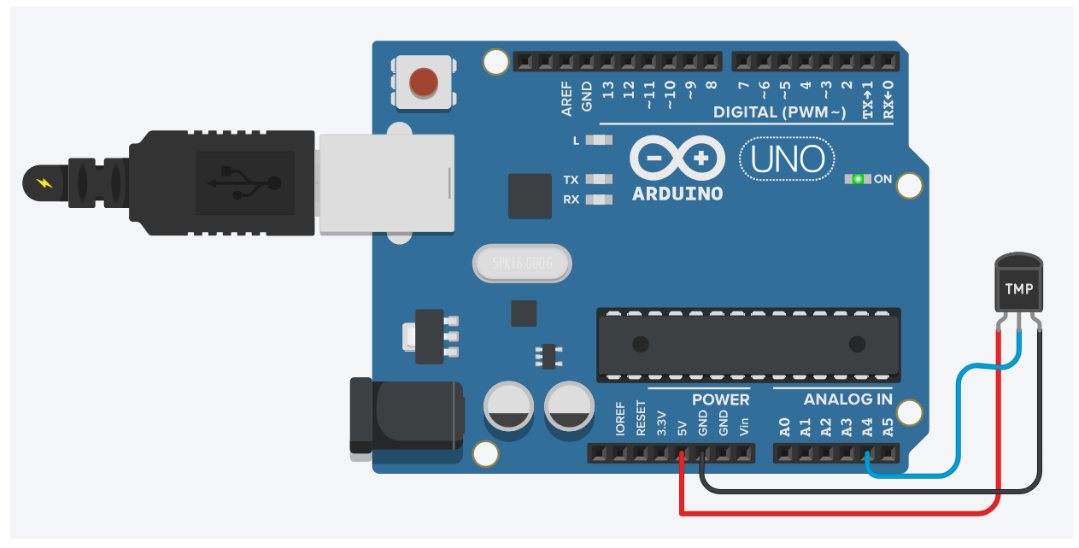 AREF
GND
13
12
~11
~10
~9
8
7
~6
~5
4
~3
2
TX→1
RX←0
DIGITAL (PWM~)
L
TX
RX
UNO
ARDUINO
ON
SPK16.000G
TMP
POWER
ANALOG IN
IOREF
RESET
3.3V
5V
GND
GND
Vin
A0
A1
A2
A3
A4
A5